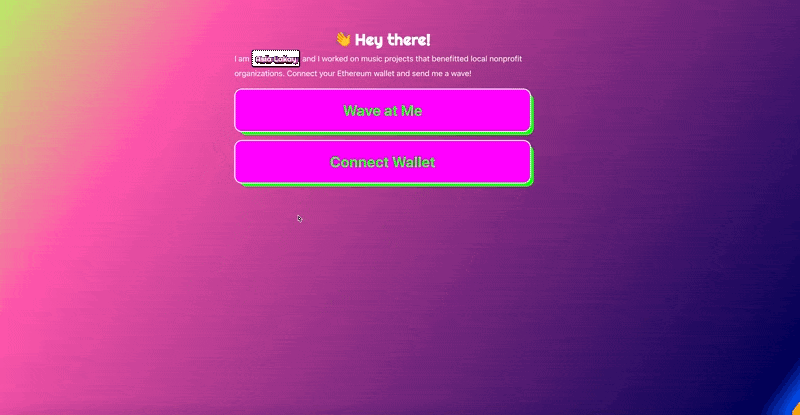 👋 Hey there!
I am and I worked on music projects that benefitted local nonprofit
organizations. Connect your Ethereum wallet and send me a wave!
Wave at Me
Connect Wallet